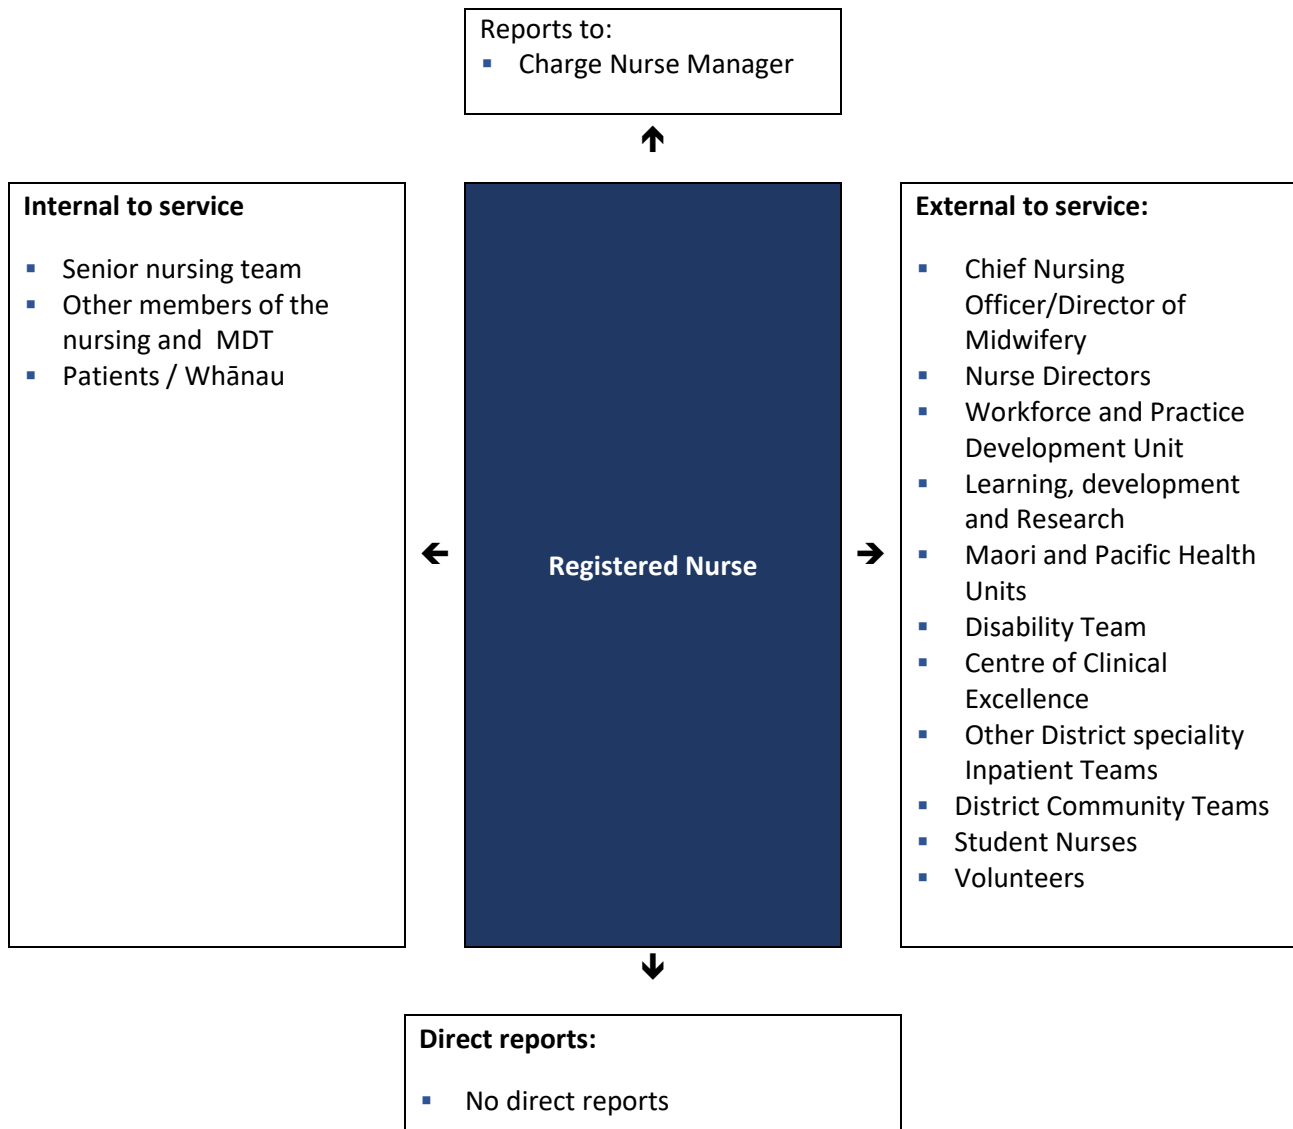 Reports to:
▪ Charge Nurse Manager
Internal to service
▪ Senior nursing team
▪ Other members of the
nursing and  MDT
▪ Patients / Whānau
Registered Nurse
External to service:
▪ Chief Nursing
Officer/Director of
Midwifery
▪ Nurse Directors
▪ Workforce and Practice
Development Unit
▪ Learning, development
and Research
▪ Maori and Pacific Health
Units
▪ Disability Team
▪ Centre of Clinical
Excellence
▪ Other District speciality
Inpatient Teams
▪ District Community Teams
▪ Student Nurses
▪ Volunteers
Direct reports:
▪ No direct reports